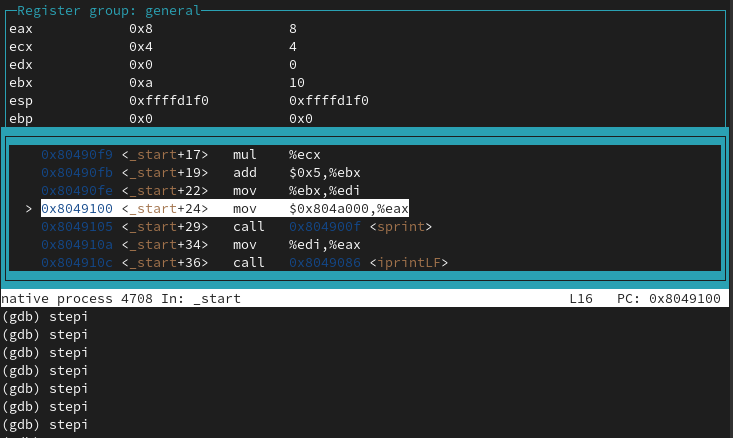 Register group: general
eax 0x8 8
ecx 0x4 4
edx 0x0 0
ebx 0xa 10
esp 0xffffd1f0 0xffffd1f0
ebp 0x0 0x0
0x80490f9 <_start+17> mul %ecx
0x80490fb <_start+19> add $0x5,%ebx
0x80490fe <_start+22> mov %ebx,%edi
> 0x8049100 <_start+24> mov $0x804a000,%eax
0x8049105 <_start+29> call 0x804900f <sprint>
0x804910a <_start+34> mov %edi,%eax
0x804910c <_start+36> call 0x8049086 <iprintLF>
native process 4708 In: _start L16 PC: 0x8049100
(gdb) stepi
(gdb) stepi
(gdb) stepi
(gdb) stepi
(gdb) stepi
(gdb) stepi
(gdb) stepi